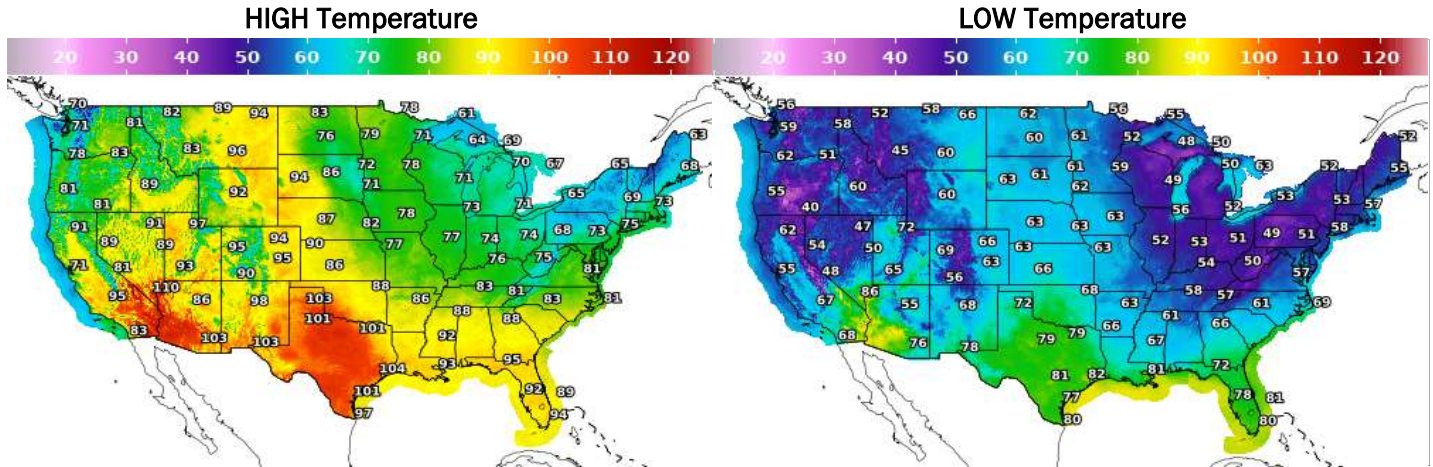 HIGH Temperature
20 30 40 50 60 70 80 90 100 110 120
70 82 89 94 83 78 61
71 81 76 79 71 64 69 63
78 83 83 96 72 78 70 67 65 68
81 89 92 94 86 71 71 65 69 73
81 91 97 87 82 78 73 71 68 73 75
91 89 89 95 94 90 77 77 74 74
71 81 93 90 95 86 76 75 81
95 110 86 98 103 88 86 83 81 83 81
83 103 103 101 101 92 88 88
104 93 95
101 92 89
97 94
LOW Temperature
20 30 40 50 60 70 80 90 100 110 120
56 52 58 66 62 56 55
59 58 60 61 52 48 50 52
62 51 45 60 61 59 50 63 52 55
55 60 60 63 61 62 49 53 53 57
40 47 72 63 63 63 56 52 58
62 54 50 69 66 63 63 52 53 51 49 51
55 48 65 56 63 66 54 50 57
67 86 55 68 72 68 63 58 57 61 69
68 76 78 79 79 66 67 61 66
81 82 81 72
77 78 81
80 80